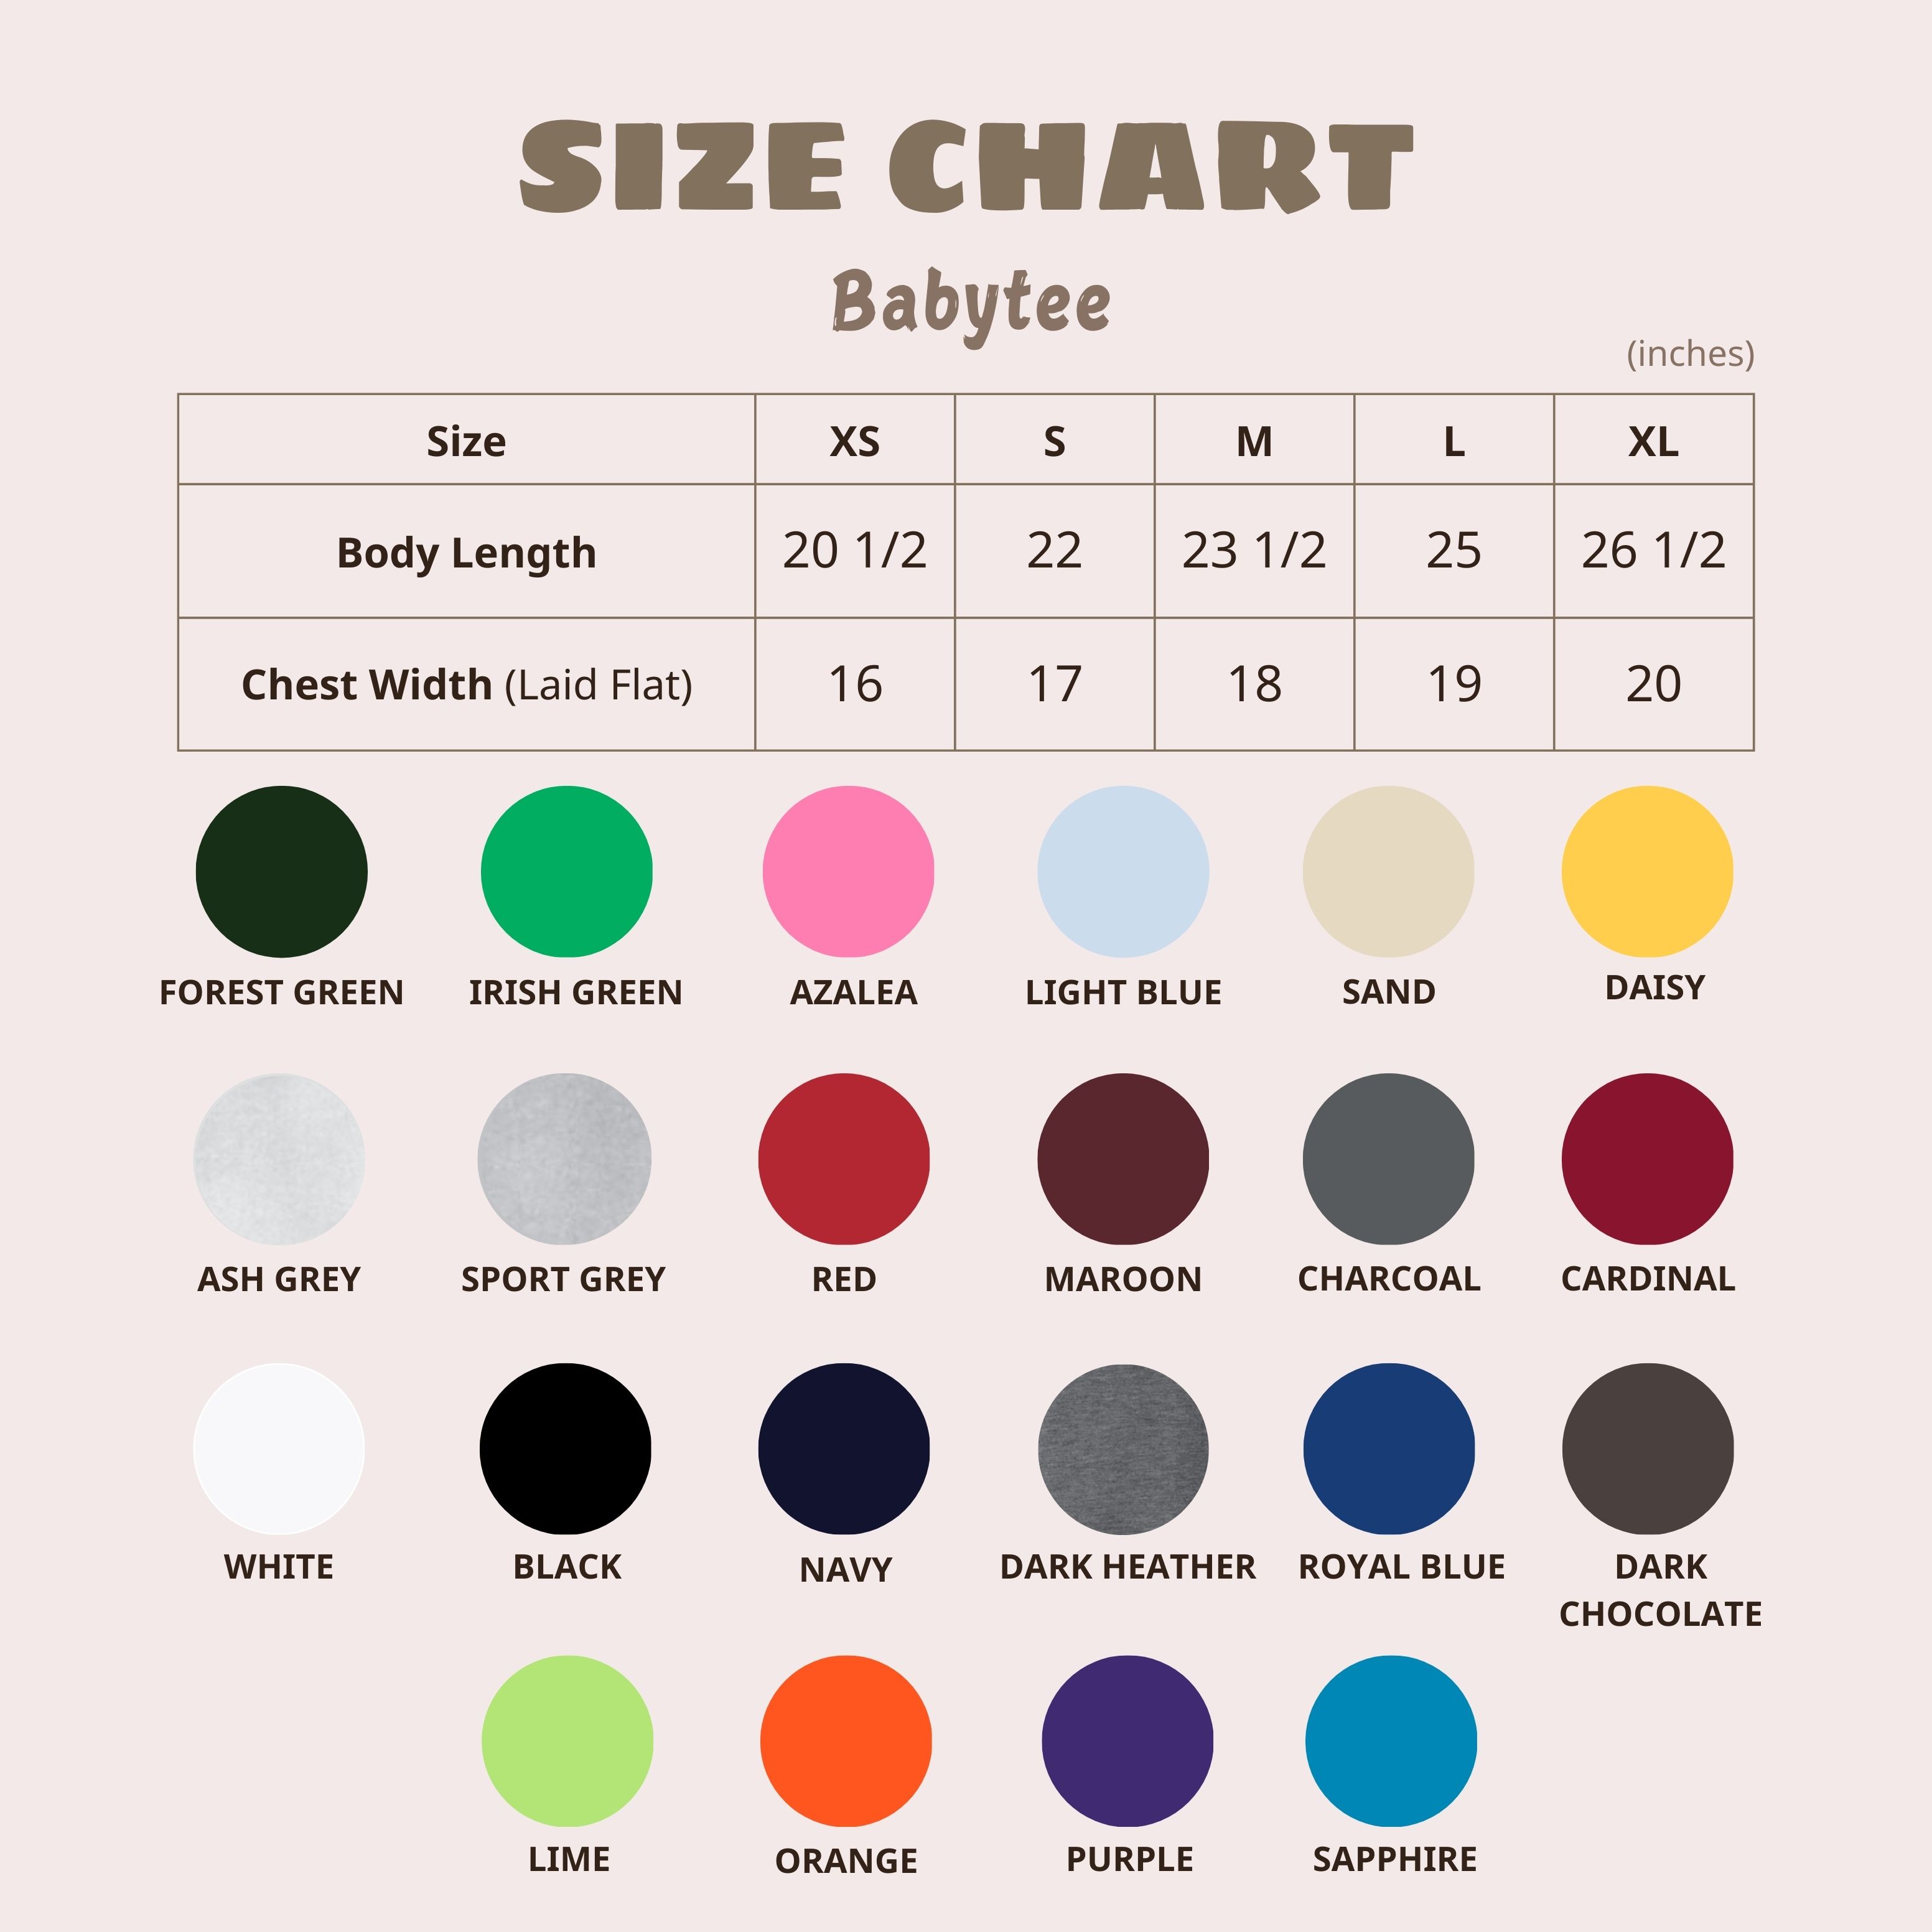 SIZE CHART
Babytee
(inches)
Size XS S M L XL
Body Length 20 1/2 22 23 1/2 25 26 1/2
Chest Width (Laid Flat) 16 17 18 19 20
FOREST GREEN IRISH GREEN AZALEA LIGHT BLUE SAND DAISY
ASH GREY SPORT GREY RED MAROON CHARCOAL CARDINAL
WHITE BLACK NAVY DARK HEATHER ROYAL BLUE DARK
CHOCOLATE
LIME ORANGE PURPLE SAPPHIRE